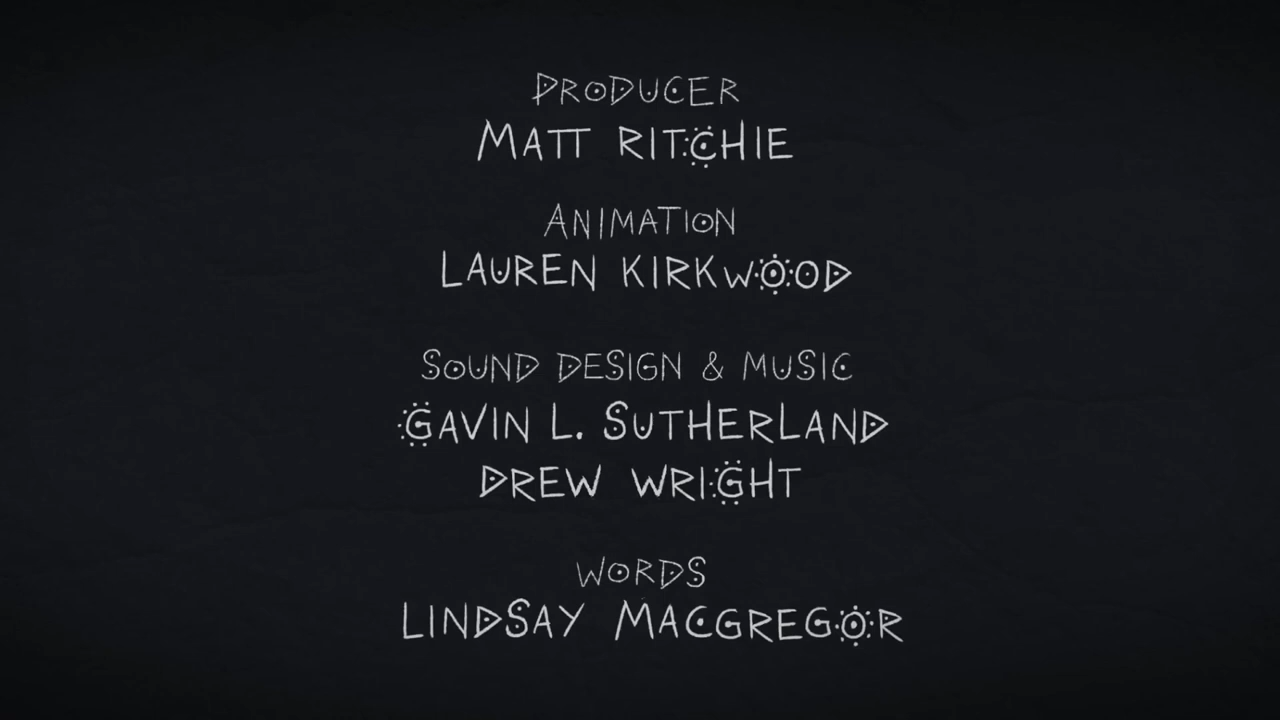 PRODUCER
MATT RITCHIE
ANIMATION
LAUREN KIRKWOOD
SOUND DESIGN & MUSIC
GAVIN L. SUTHERLAND
DREW WRIGHT
WORDS
LINDSAY MACGREGOR